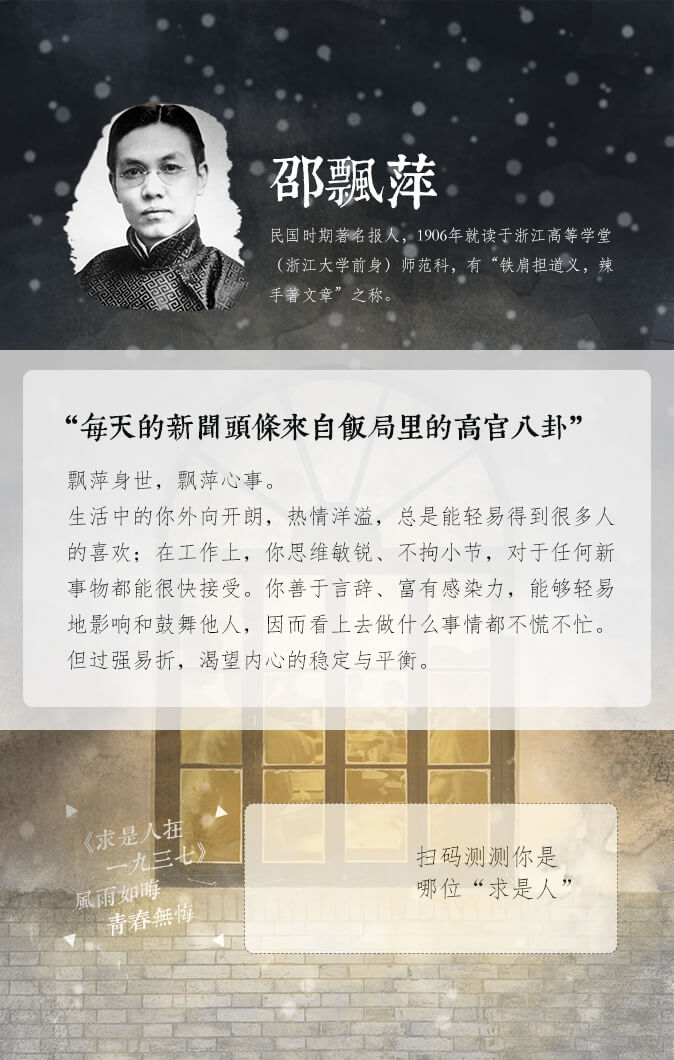 邵飄萍
民国时期著名报人，1906年就读于浙江高等学堂
（浙江大学前身）师范科，有“铁肩担道义，辣
手著文章”之称。
“每天的新聞頭條來自飯局里的高官八卦”
飘萍身世，飘萍心事。
生活中的你外向开朗，热情洋溢，总是能轻易得到很多人
的喜欢；在工作上，你思维敏锐、不拘小节，对于任何新
事物都能很快接受。你善于言辞、富有感染力，能够轻易
地影响和鼓舞他人，因而看上去做什么事情都不慌不忙。
但过强易折，渴望内心的稳定与平衡。
《求是人在
一九三七》
風雨如晦
青春無悔
扫码测测你是
哪位“求是人”